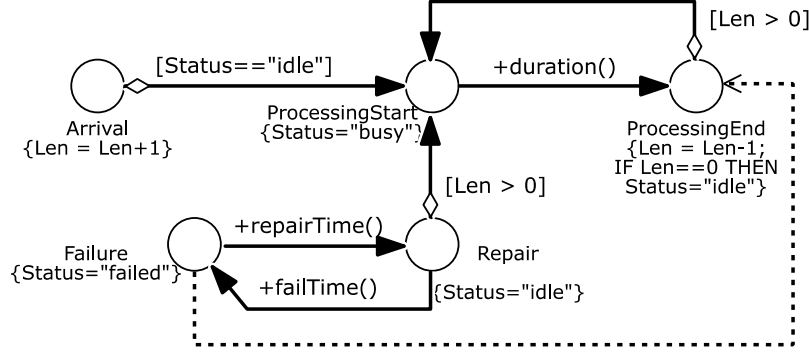 [Len > 0]
[Status=="idle"]
+duration()
ProcessingStart
{Status="busy"}
Arrival
{Len = Len+1}
ProcessingEnd
{Len = Len-1;
IF Len==0 THEN
Status="idle"}
[Len > 0]
+repairTime()
Failure
{Status="failed"}
Repair
+failTime()
{Status="idle"}